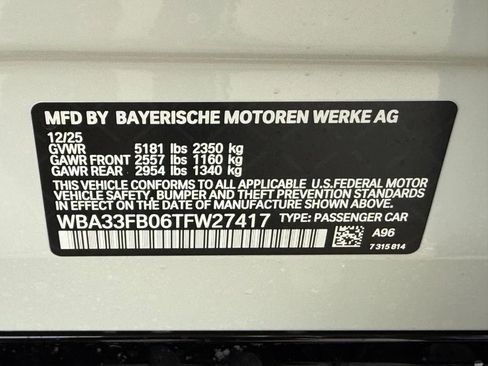 MFD BY BAYERISCHE MOTOREN WERKE AG
12/25
GVWR 5181 lbs 2350 kg
GAWR FRONT 2557 lbs 1160 kg
GAWR REAR 2954 lbs 1340 kg
THIS VEHICLE CONFORMS TO ALL APPLICABLE U.S.FEDERAL MOTOR
VEHICLE SAFETY, BUMPER AND THEFT PREVENTION STANDARDS IN
EFFECT ON THE DATE OF MANUFACTURE SHOWN ABOVE.
WBA33FB06TFW27417 TYPE: PASSENGER CAR
A96
7 315 814